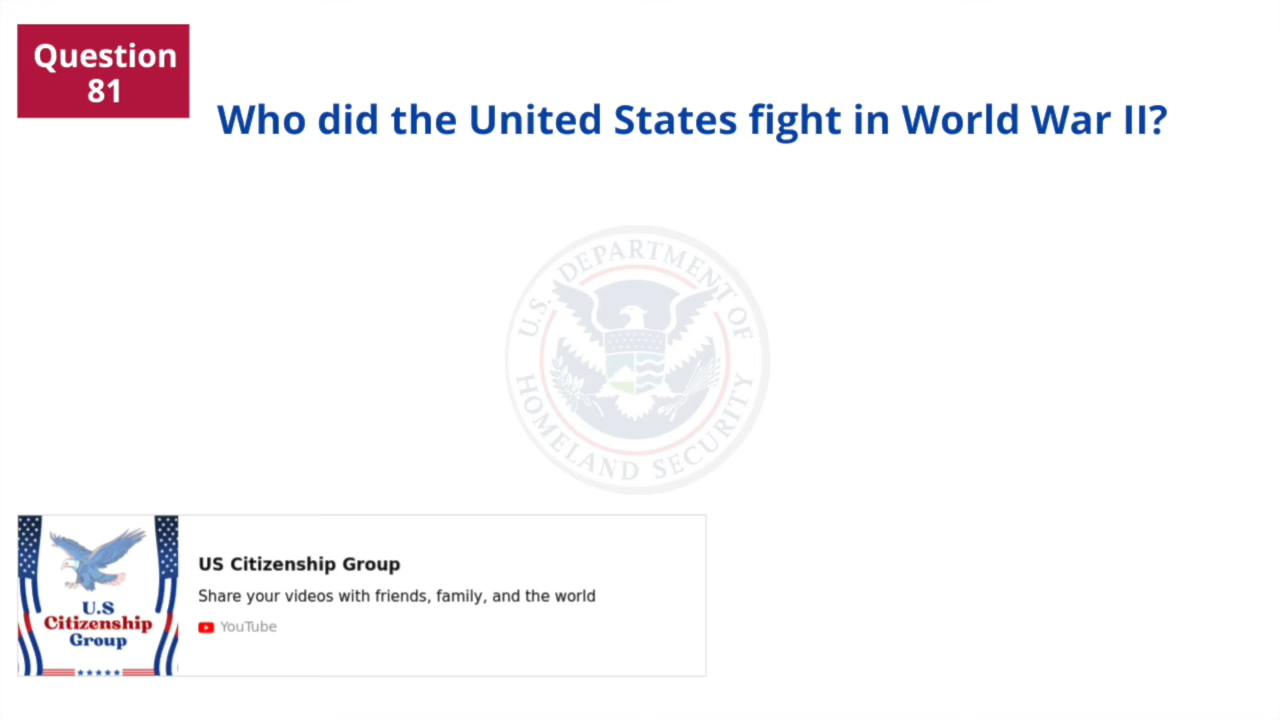 Question
81
Who did the United States fight in World War II?
U.S. DEPARTMENT OF
HOMELAND SECURITY
U.S
Citizenship
Group
US Citizenship Group
Share your videos with friends, family, and the world
YouTube